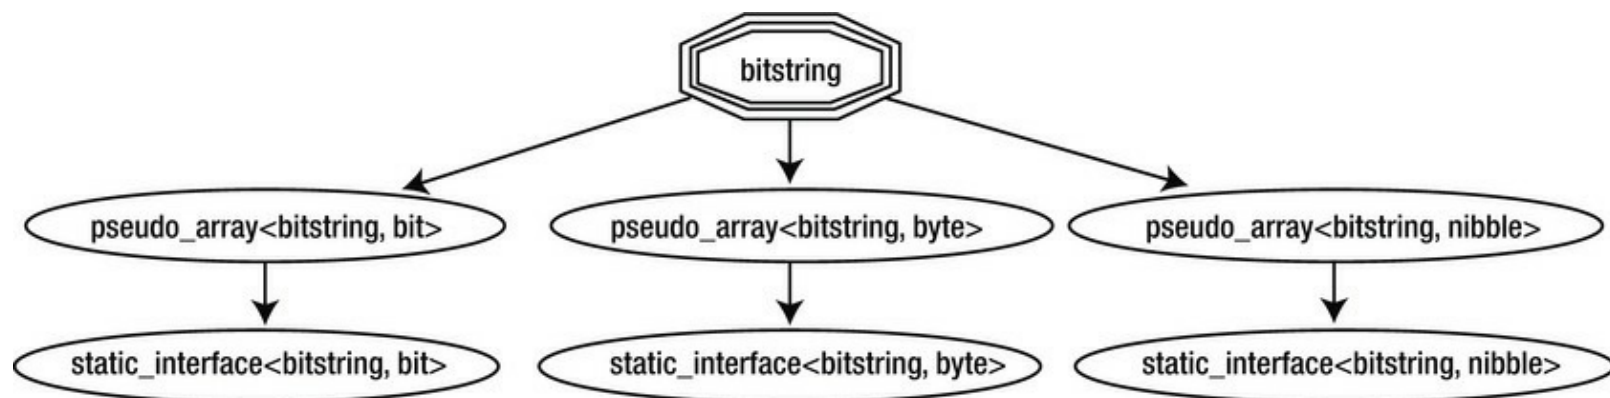 bitstring
pseudo_array<bitstring, bit>
pseudo_array<bitstring, byte>
pseudo_array<bitstring, nibble>
static_interface<bitstring, bit>
static_interface<bitstring, byte>
static_interface<bitstring, nibble>